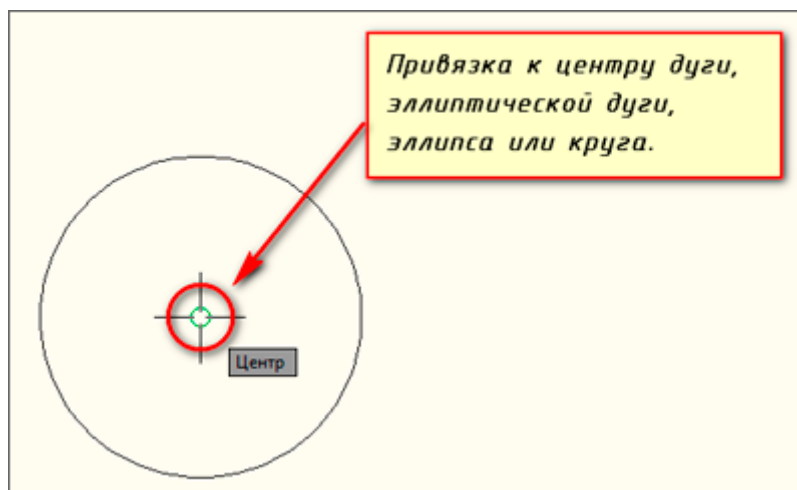 Привязка к центру дуги,
эллиптической дуги,
эллипса или круга.
Центр